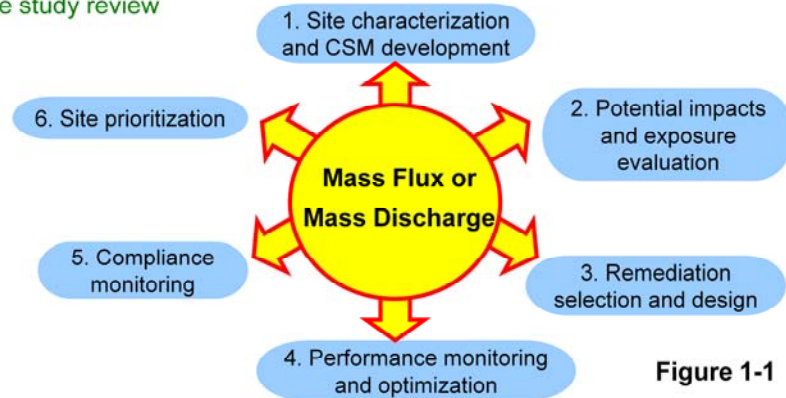 e study review
1. Site characterization
and CSM development
2. Potential impacts
and exposure
evaluation
3. Remediation
selection and design
4. Performance monitoring
and optimization
5. Compliance
monitoring
6. Site prioritization
Mass Flux or
Mass Discharge
Figure 1-1